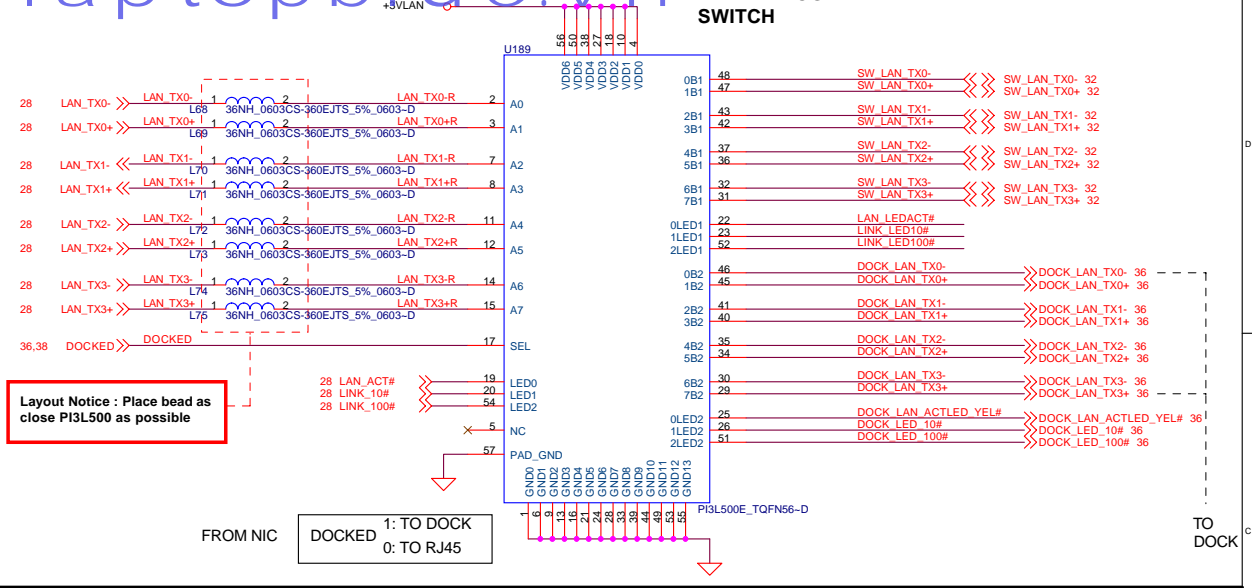 +3VLAN
SWITCH
U189
56 50 38 27 18 10 4
VDD6 VDD5 VDD4 VDD3 VDD2 VDD1 VDD0
28 LAN_TX0- LAN_TX0- 1 2 LAN_TX0-R 2 A0
L68 36NH_0603CS-360EJTS_5%_0603~D
28 LAN_TX0+ LAN_TX0+ 1 2 LAN_TX0+R 3 A1
L69 36NH_0603CS-360EJTS_5%_0603~D
28 LAN_TX1- LAN_TX1- 1 2 LAN_TX1-R 7 A2
L70 36NH_0603CS-360EJTS_5%_0603~D
28 LAN_TX1+ LAN_TX1+ 1 2 LAN_TX1+R 8 A3
L71 36NH_0603CS-360EJTS_5%_0603~D
28 LAN_TX2- LAN_TX2- 1 2 LAN_TX2-R 11 A4
L72 36NH_0603CS-360EJTS_5%_0603~D
28 LAN_TX2+ LAN_TX2+ 1 2 LAN_TX2+R 12 A5
L73 36NH_0603CS-360EJTS_5%_0603~D
28 LAN_TX3- LAN_TX3- 1 2 LAN_TX3-R 14 A6
L74 36NH_0603CS-360EJTS_5%_0603~D
28 LAN_TX3+ LAN_TX3+ 1 2 LAN_TX3+R 15 A7
L75 36NH_0603CS-360EJTS_5%_0603~D
36,38 DOCKED DOCKED 17 SEL
28 LAN_ACT# 19 LED0
28 LINK_10# 20 LED1
28 LINK_100# 54 LED2
5 NC
57 PAD_GND
Layout Notice : Place bead as
close PI3L500 as possible
0B1 48 SW_LAN_TX0- SW_LAN_TX0- 32
1B1 47 SW_LAN_TX0+ SW_LAN_TX0+ 32
2B1 43 SW_LAN_TX1- SW_LAN_TX1- 32
3B1 42 SW_LAN_TX1+ SW_LAN_TX1+ 32
4B1 37 SW_LAN_TX2- SW_LAN_TX2- 32
5B1 36 SW_LAN_TX2+ SW_LAN_TX2+ 32
6B1 32 SW_LAN_TX3- SW_LAN_TX3- 32
7B1 31 SW_LAN_TX3+ SW_LAN_TX3+ 32
0LED1 22 LAN_LEDACT#
1LED1 23 LINK_LED10#
2LED1 52 LINK_LED100#
0B2 46 DOCK_LAN_TX0- DOCK_LAN_TX0- 36
1B2 45 DOCK_LAN_TX0+ DOCK_LAN_TX0+ 36
2B2 41 DOCK_LAN_TX1- DOCK_LAN_TX1- 36
3B2 40 DOCK_LAN_TX1+ DOCK_LAN_TX1+ 36
4B2 35 DOCK_LAN_TX2- DOCK_LAN_TX2- 36
5B2 34 DOCK_LAN_TX2+ DOCK_LAN_TX2+ 36
6B2 30 DOCK_LAN_TX3- DOCK_LAN_TX3- 36
7B2 29 DOCK_LAN_TX3+ DOCK_LAN_TX3+ 36
0LED2 25 DOCK_LAN_ACTLED_YEL# DOCK_LAN_ACTLED_YEL# 36
1LED2 26 DOCK_LED_10# DOCK_LED_10# 36
2LED2 51 DOCK_LED_100# DOCK_LED_100# 36
GND0 GND1 GND2 GND3 GND4 GND5 GND6 GND7 GND8 GND9 GND10 GND11 GND12 GND13
1 6 9 13 16 21 24 28 33 39 44 49 53 55
PI3L500E_TQFN56~D
FROM NIC
DOCKED 1: TO DOCK
0: TO RJ45
TO
DOCK
D
C